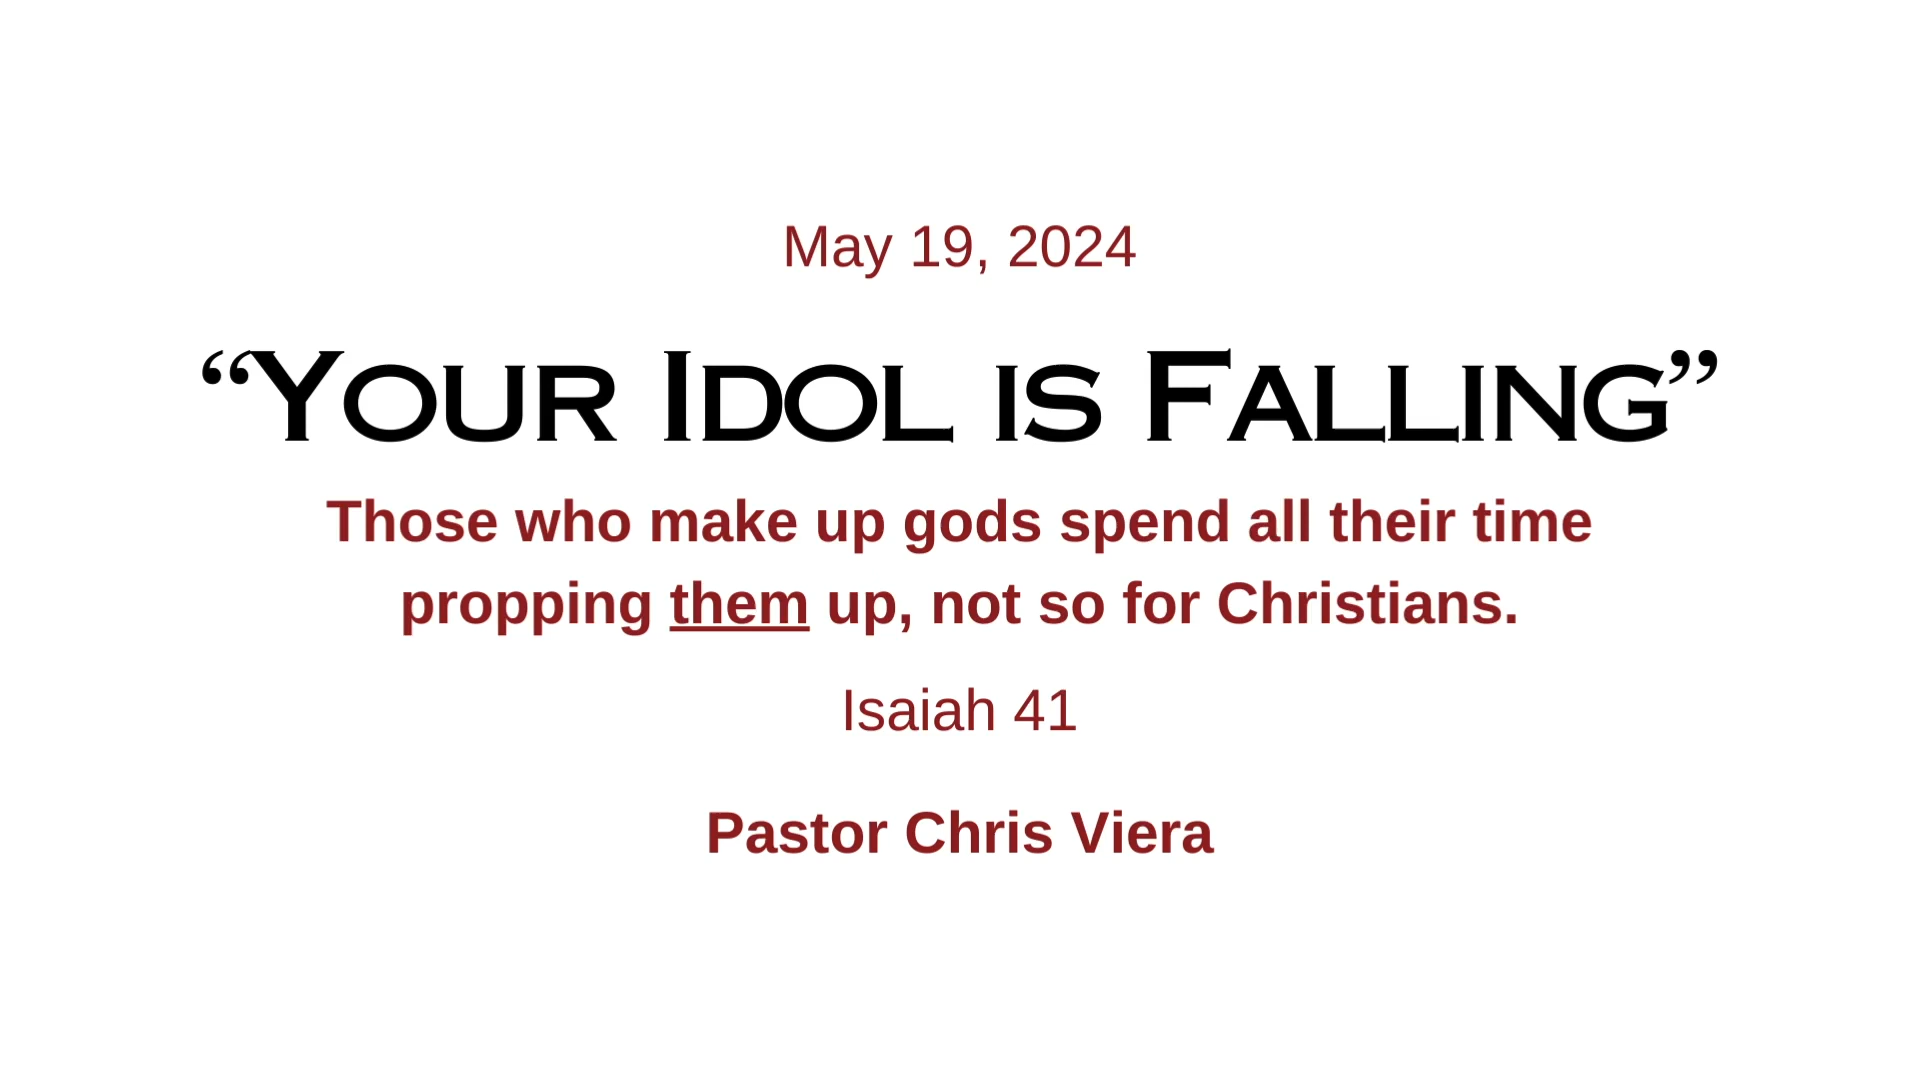 May 19, 2024
“Your Idol is Falling”
Those who make up gods spend all their time
propping them up, not so for Christians.
Isaiah 41
Pastor Chris Viera